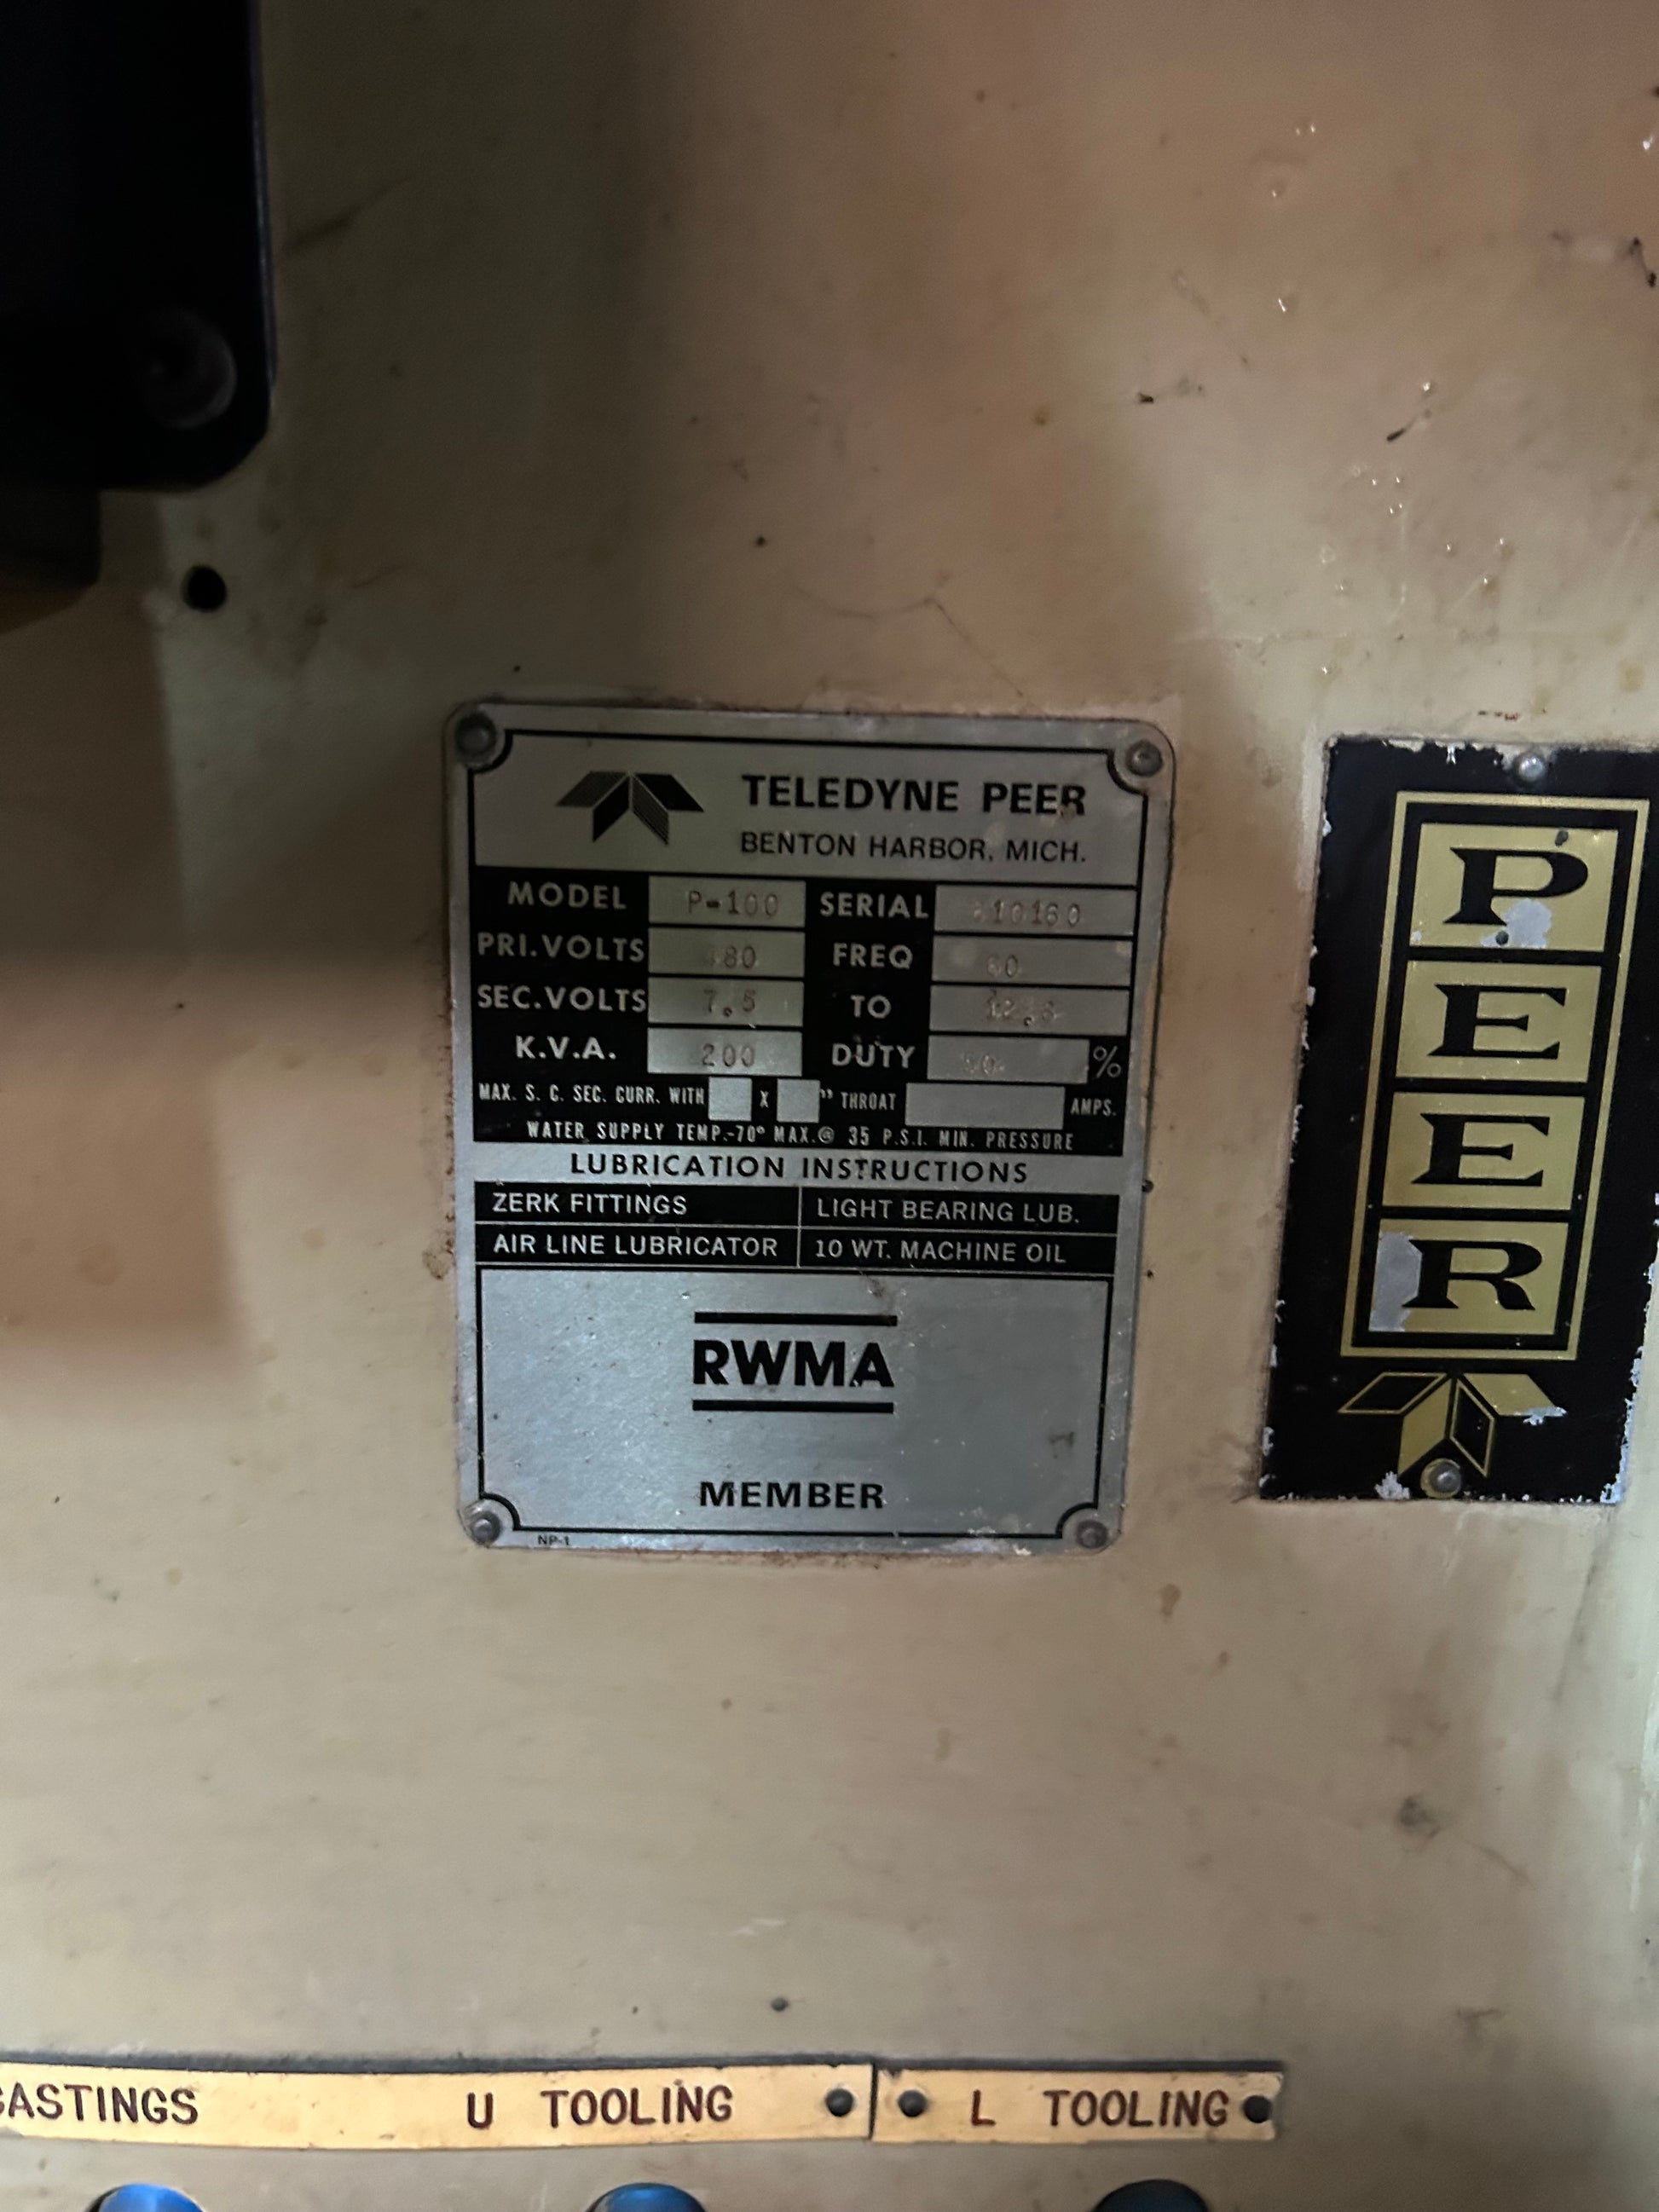 TELEDYNE PEER
BENTON HARBOR, MICH.
MODEL P-100 SERIAL
PRI.VOLTS FREQ
SEC.VOLTS 7.5 TO
K.V.A. 200 DUTY %
MAX. S. C. SEC. CURR. WITH X " THROAT AMPS.
WATER SUPPLY TEMP.-70° MAX.@ 35 P.S.I. MIN. PRESSURE
LUBRICATION INSTRUCTIONS
ZERK FITTINGS LIGHT BEARING LUB.
AIR LINE LUBRICATOR 10 WT. MACHINE OIL
RWMA
MEMBER
NP-1
PEER
CASTINGS U TOOLING L TOOLING